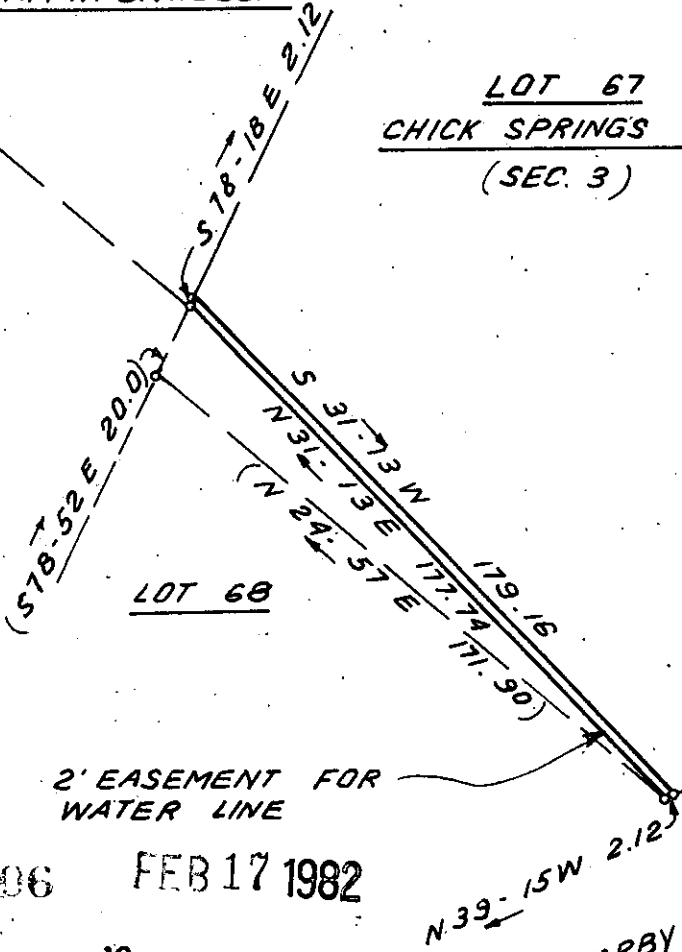 S 78-18 E 2.12
LOT 67
CHICK SPRINGS
(SEC. 3)
(S78-52 E 20.0)
S 31-13 W 179.16
N 31-13 E 177.74
(N 24-57 E 171.90)
LOT 68
2' EASEMENT FOR
WATER LINE
06 FEB 17 1982
N 39-15 W 2.12